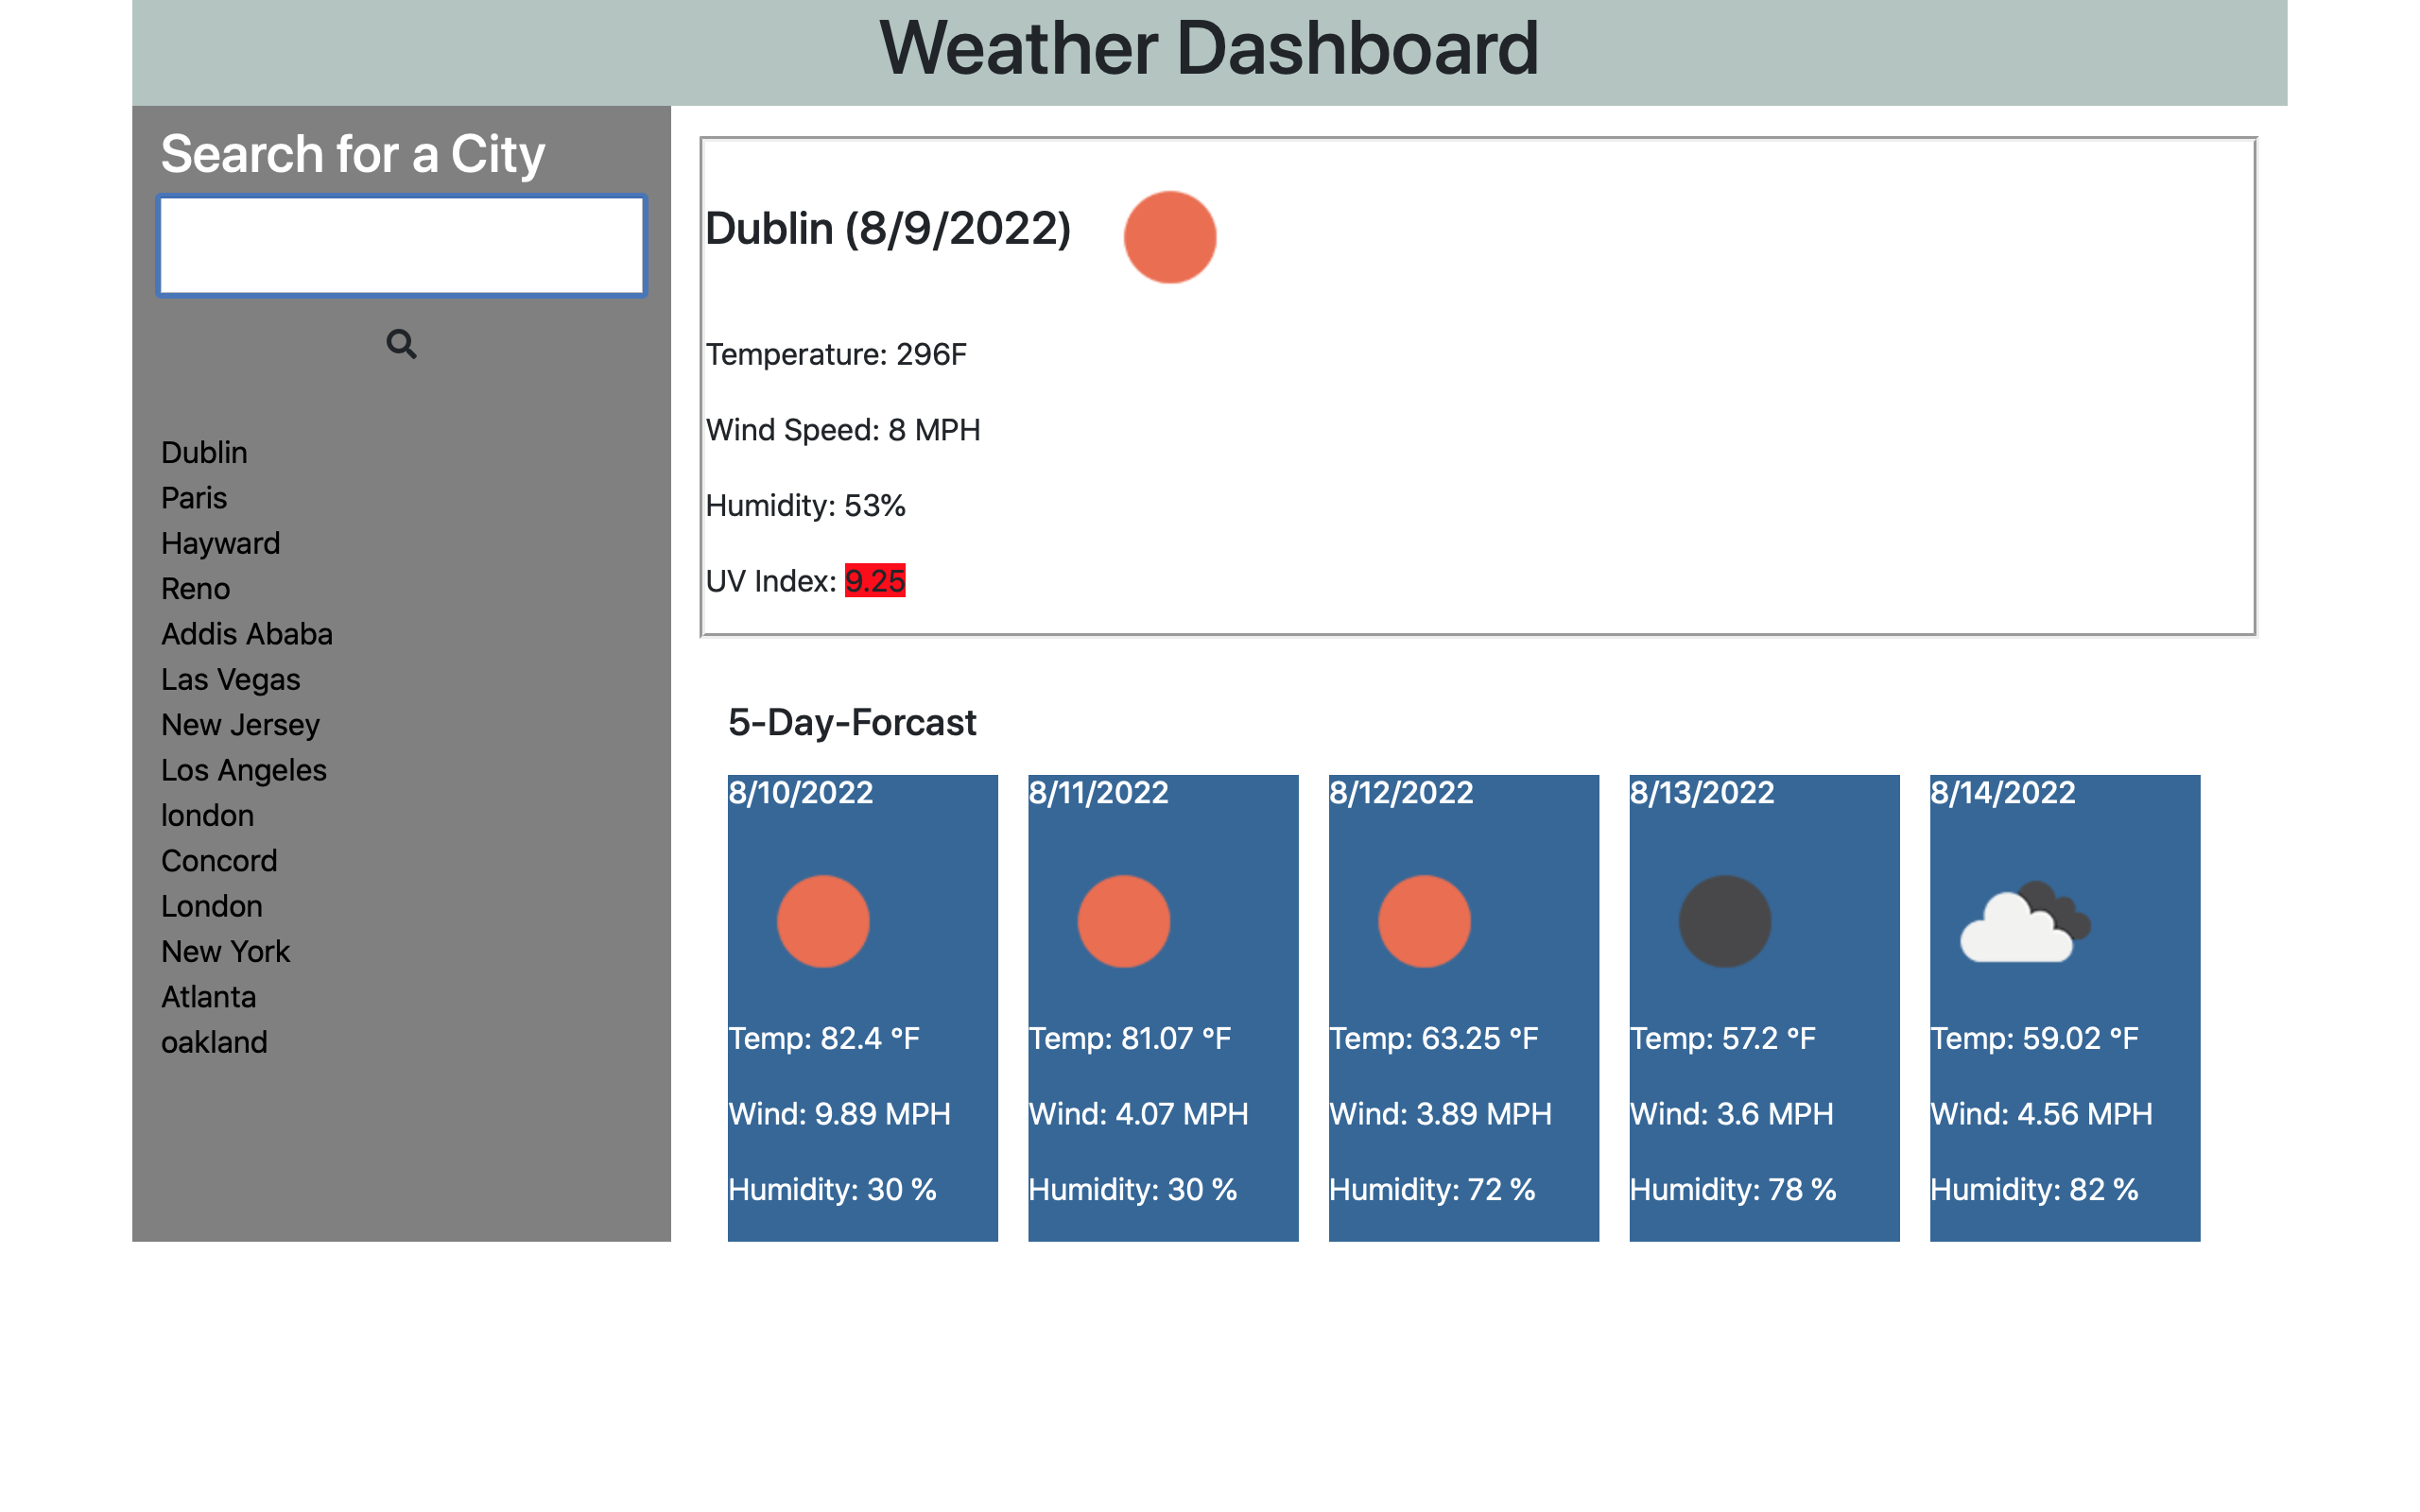 Weather Dashboard
Search for a City
Dublin
Paris
Hayward
Reno
Addis Ababa
Las Vegas
New Jersey
Los Angeles
london
Concord
London
New York
Atlanta
oakland
Dublin (8/9/2022)
Temperature: 296F
Wind Speed: 8 MPH
Humidity: 53%
UV Index: 9.25
5-Day-Forcast
8/10/2022
Temp: 82.4 °F
Wind: 9.89 MPH
Humidity: 30 %
8/11/2022
Temp: 81.07 °F
Wind: 4.07 MPH
Humidity: 30 %
8/12/2022
Temp: 63.25 °F
Wind: 3.89 MPH
Humidity: 72 %
8/13/2022
Temp: 57.2 °F
Wind: 3.6 MPH
Humidity: 78 %
8/14/2022
Temp: 59.02 °F
Wind: 4.56 MPH
Humidity: 82 %